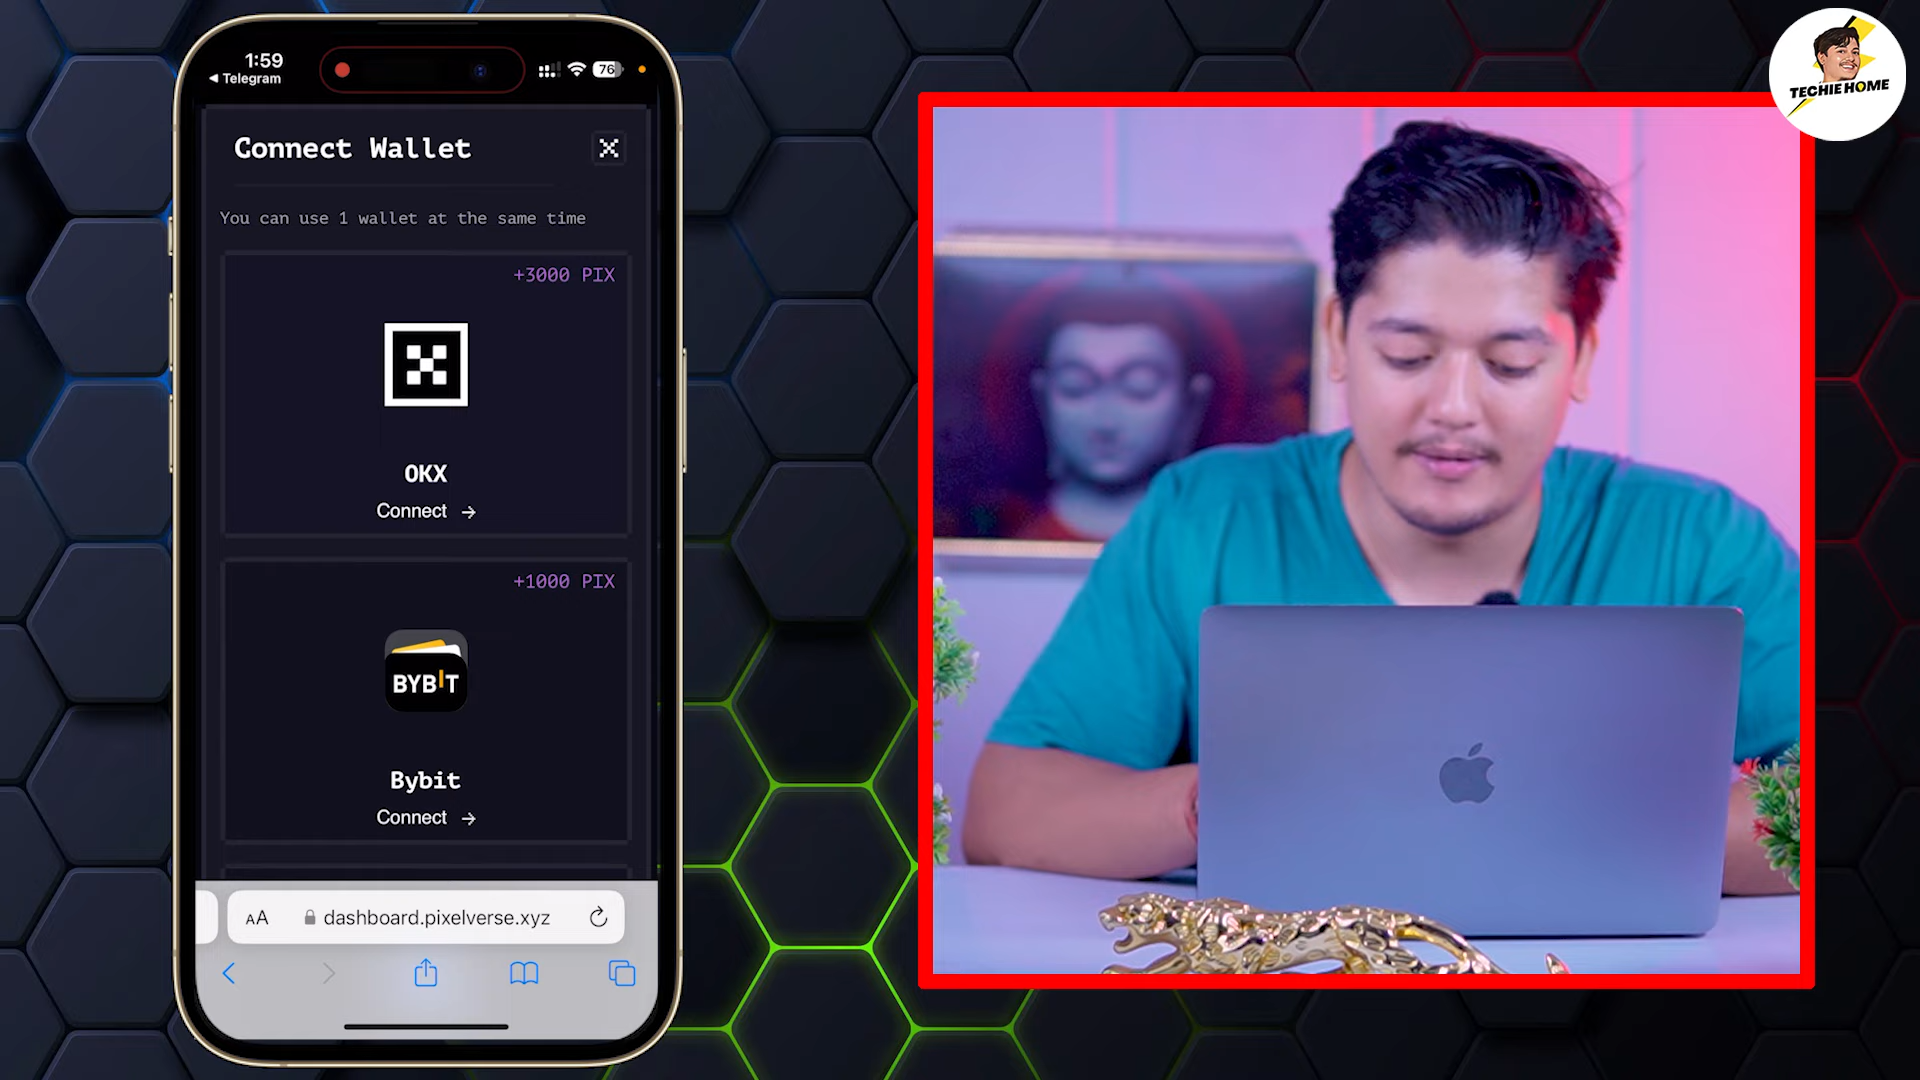 1:59
Telegram
76
Connect Wallet
You can use 1 wallet at the same time
+3000 PIX
OKX
Connect →
+1000 PIX
BYBIT
Bybit
Connect →
AA dashboard.pixelverse.xyz
TECHIE HOME